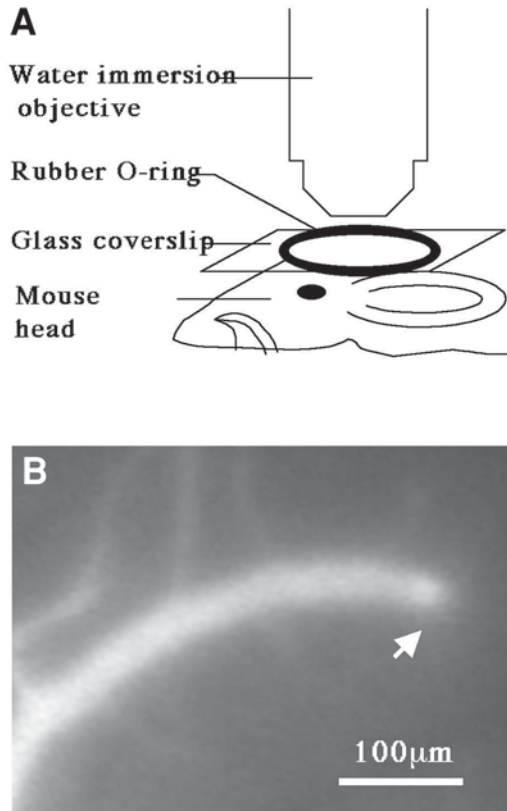 A
Water immersion
objective
Rubber O-ring
Glass coverslip
Mouse
head
B
100μm